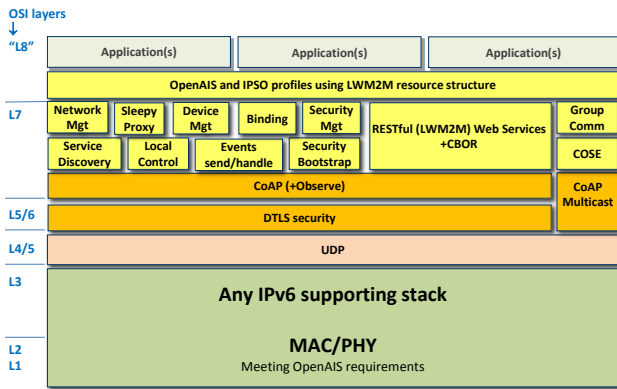 OSI layers
↓
“L8”
Application(s) Application(s) Application(s)
OpenAIS and IPSO profiles using LWM2M resource structure
L7
Network
Mgt
Sleepy
Proxy
Device
Mgt
Binding
Security
Mgt
RESTful (LWM2M) Web Services
+CBOR
Group
Comm
Service
Discovery
Local
Control
Events
send/handle
Security
Bootstrap
COSE
CoAP (+Observe)
CoAP
Multicast
L5/6
DTLS security
L4/5
UDP
L3
Any IPv6 supporting stack
L2
MAC/PHY
L1
Meeting OpenAIS requirements